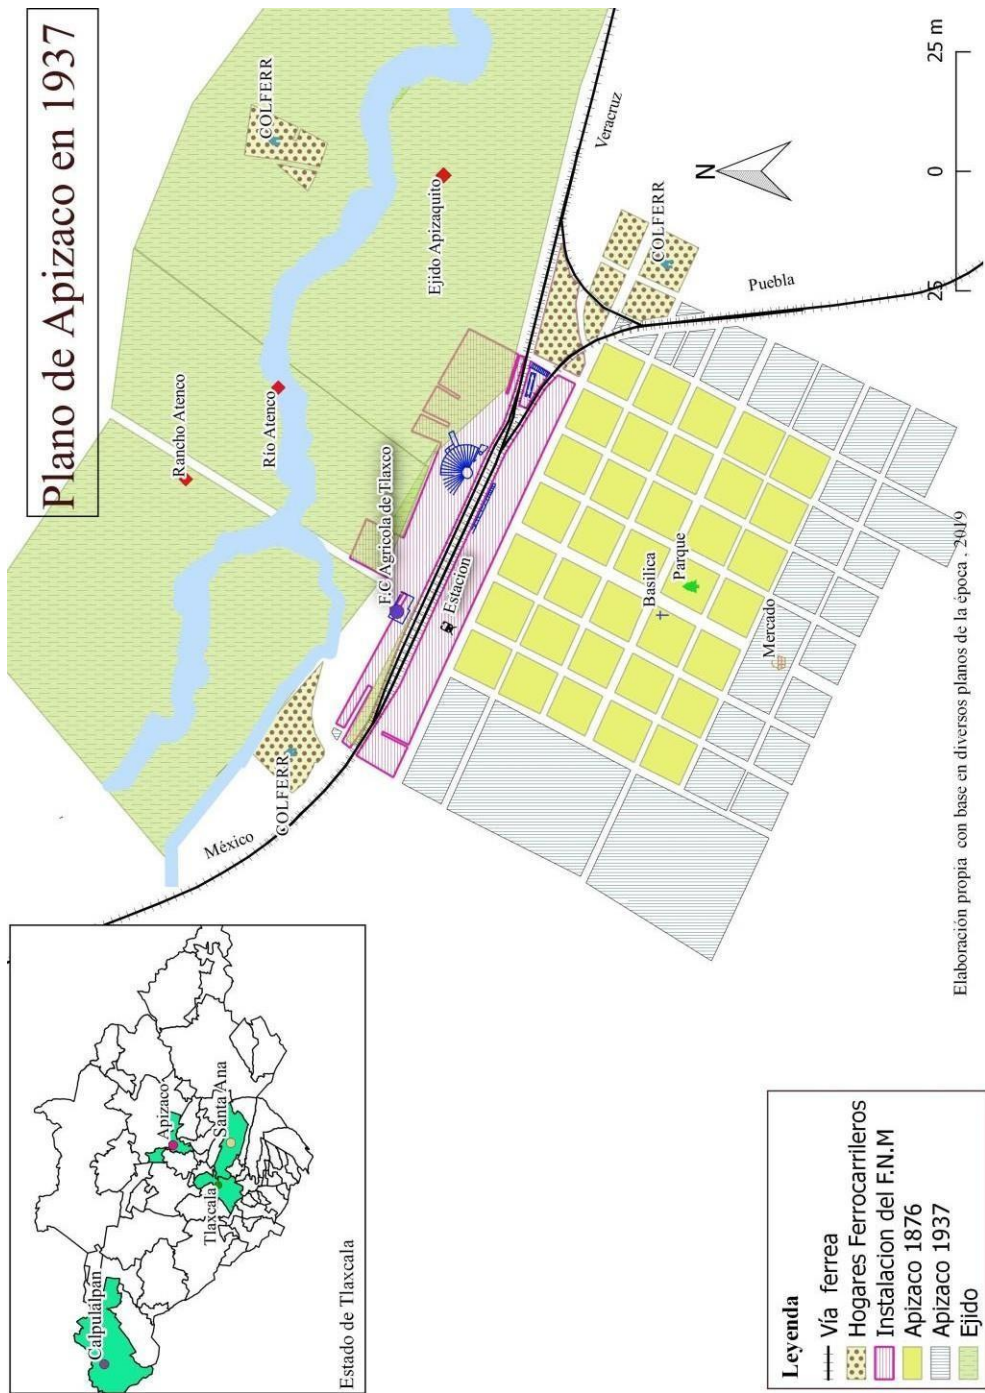 Plano de Apizaco en 1937
Calpulálpan
Apizaco
Tlaxcala
Santa Ana
Estado de Tlaxcala
Rancho Atenco
Río Atenco
COLFERR
Ejido Apizaquito
COLFERR
México
F.C Agrícola de Tlaxco
Estacion
Veracruz
COLFERR
Puebla
Basilica
Parque
Mercado
N
25
0
25 m
Leyenda
Vía ferrea
Hogares Ferrocarrileros
Instalacion del F.N.M
Apizaco 1876
Apizaco 1937
Ejido
Elaboración propia con base en diversos planos de la época . 2019